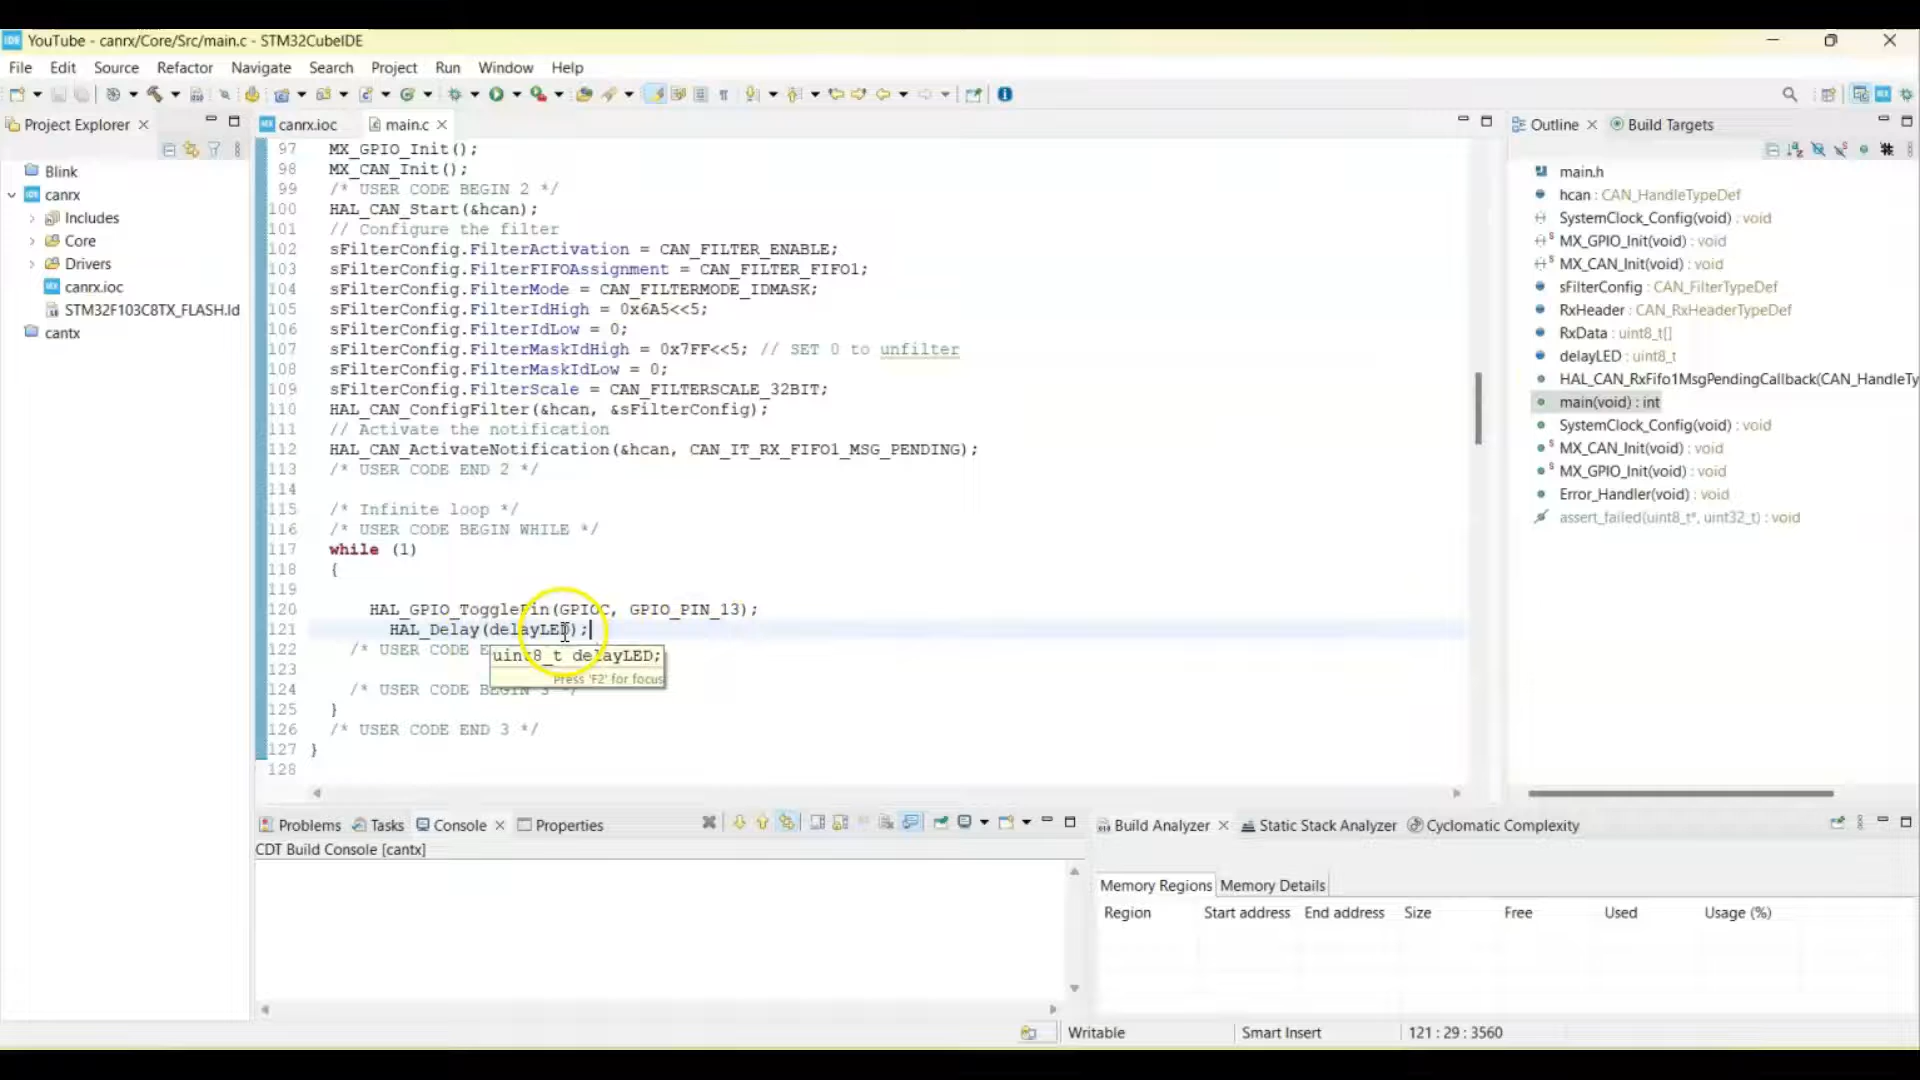 IDE YouTube - canrx/Core/Src/main.c - STM32CubeIDE
File Edit Source Refactor Navigate Search Project Run Window Help
Project Explorer
canrx.ioc main.c
Outline Build Targets
Blink
canrx
Includes
Core
Drivers
canrx.ioc
STM32F103C8TX_FLASH.ld
cantx
97 MX_GPIO_Init();
98 MX_CAN_Init();
99 /* USER CODE BEGIN 2 */
100 HAL_CAN_Start(&hcan);
101 // Configure the filter
102 sFilterConfig.FilterActivation = CAN_FILTER_ENABLE;
103 sFilterConfig.FilterFIFOAssignment = CAN_FILTER_FIFO1;
104 sFilterConfig.FilterMode = CAN_FILTERMODE_IDMASK;
105 sFilterConfig.FilterIdHigh = 0x6A5<<5;
106 sFilterConfig.FilterIdLow = 0;
107 sFilterConfig.FilterMaskIdHigh = 0x7FF<<5; // SET 0 to unfilter
108 sFilterConfig.FilterMaskIdLow = 0;
109 sFilterConfig.FilterScale = CAN_FILTERSCALE_32BIT;
110 HAL_CAN_ConfigFilter(&hcan, &sFilterConfig);
111 // Activate the notification
112 HAL_CAN_ActivateNotification(&hcan, CAN_IT_RX_FIFO1_MSG_PENDING);
113 /* USER CODE END 2 */
114
115 /* Infinite loop */
116 /* USER CODE BEGIN WHILE */
117 while (1)
118 {
119
120 HAL_GPIO_TogglePin(GPIOC, GPIO_PIN_13);
121 HAL_Delay(delayLED);
122 /* USER CODE E
uint8_t delayLED;
Press 'F2' for focus
123
124 /* USER CODE BEGIN 3 */
125 }
126 /* USER CODE END 3 */
127 }
128
main.h
hcan : CAN_HandleTypeDef
SystemClock_Config(void) : void
MX_GPIO_Init(void) : void
MX_CAN_Init(void) : void
sFilterConfig : CAN_FilterTypeDef
RxHeader : CAN_RxHeaderTypeDef
RxData : uint8_t[]
delayLED : uint8_t
HAL_CAN_RxFifo1MsgPendingCallback(CAN_HandleTy
main(void) : int
SystemClock_Config(void) : void
MX_CAN_Init(void) : void
MX_GPIO_Init(void) : void
Error_Handler(void) : void
assert_failed(uint8_t*, uint32_t) : void
Problems Tasks Console Properties
CDT Build Console [cantx]
Build Analyzer Static Stack Analyzer Cyclomatic Complexity
Memory Regions Memory Details
Region Start address End address Size Free Used Usage (%)
Writable Smart Insert 121 : 29 : 3560